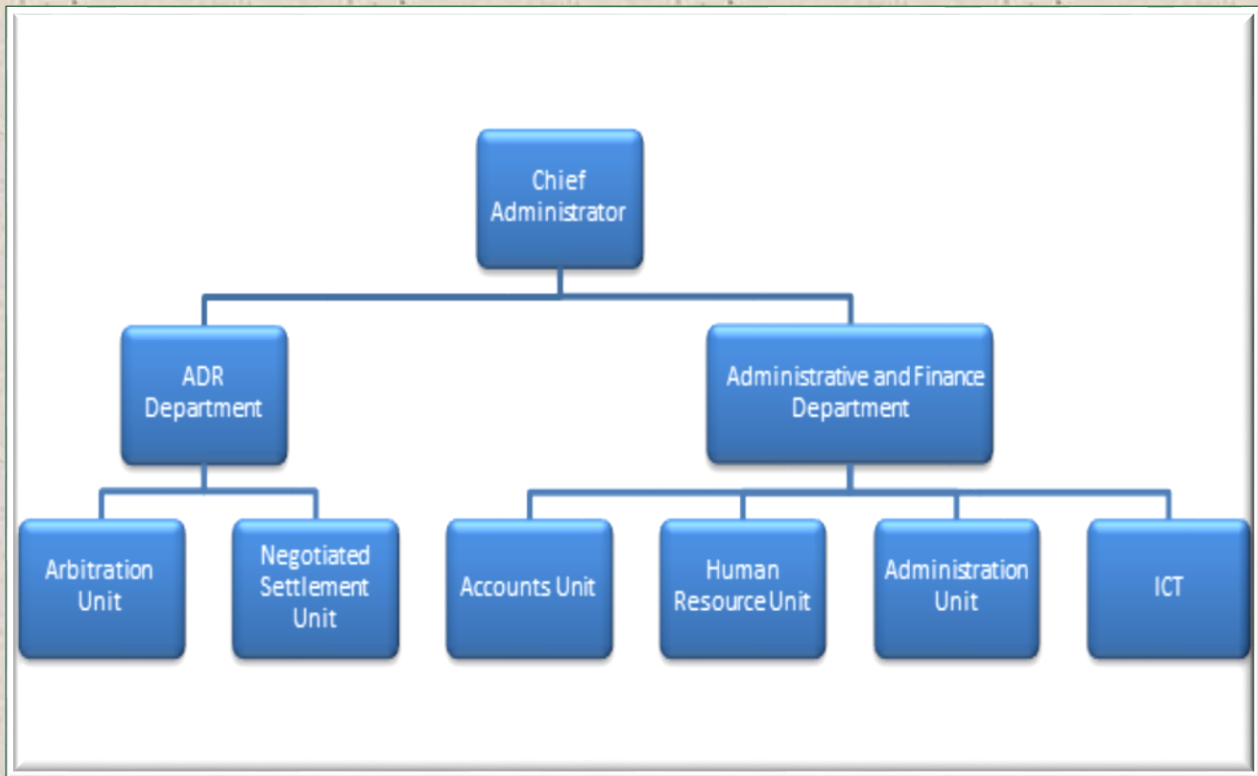 Chief
Administrator
ADR
Department
Administrative and Finance
Department
Arbitration
Unit
Negotiated
Settlement
Unit
Accounts Unit
Human
Resource Unit
Administration
Unit
ICT